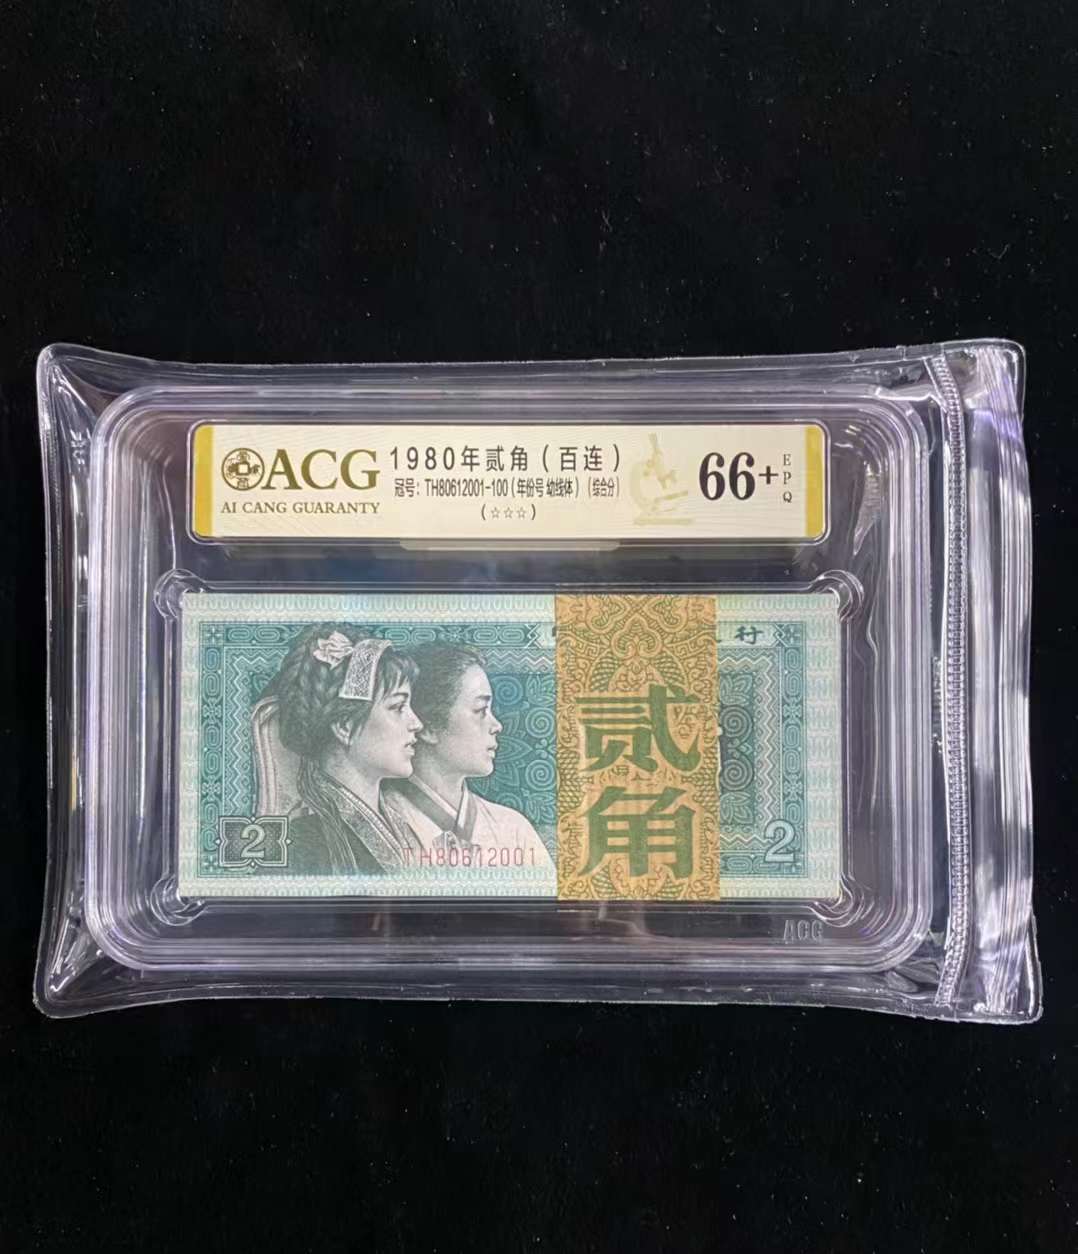 ACG
AI CANG GUARANTY
1980年贰角(百连)
冠号:TH80612001-100(年份号 幼线体)(综合分)
(☆☆☆)
66+
EPQ
行
贰
角
2
TH80612001
2
ACG